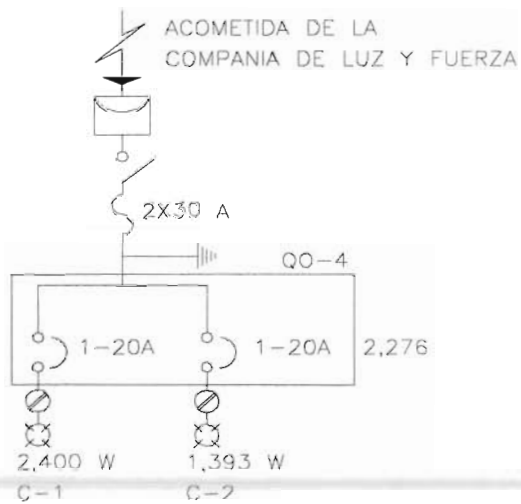 ACOMETIDA DE LA
COMPANIA DE LUZ Y FUERZA
2X30 A
QO-4
1-20A
1-20A
2,276
2,400 W
1,393 W
C-1
C-2